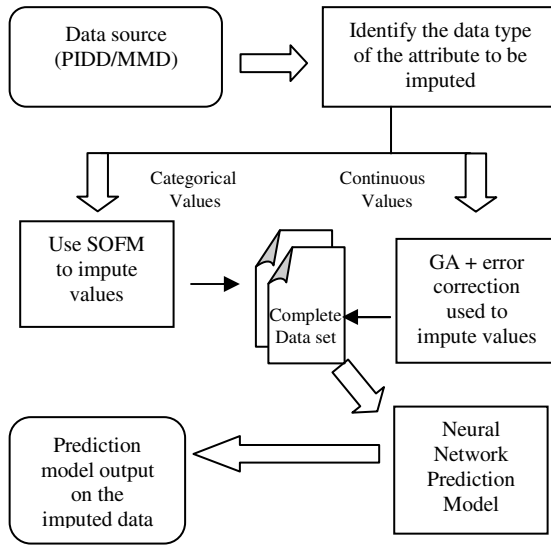 Data source
(PIDD/MMD)
Identify the data type
of the attribute to be
imputed
Categorical
Values
Continuous
Values
Use SOFM
to impute
values
Complete
Data set
GA + error
correction
used to
impute values
Neural
Network
Prediction
Model
Prediction
model output
on the
imputed data